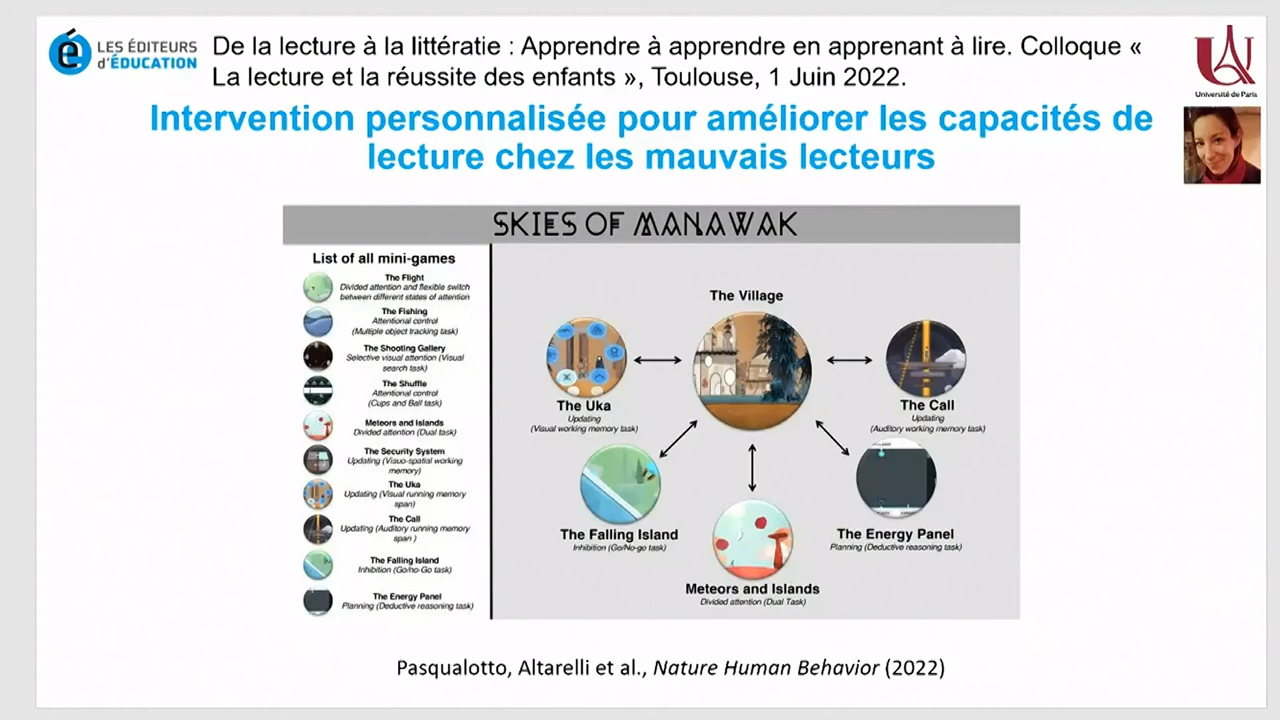 é LES ÉDITEURS
d'ÉDUCATION
De la lecture à la littératie : Apprendre à apprendre en apprenant à lire. Colloque «
La lecture et la réussite des enfants », Toulouse, 1 Juin 2022.
Université de Paris
Intervention personnalisée pour améliorer les capacités de
lecture chez les mauvais lecteurs
SKIES OF MANAWAK
List of all mini-games
The Flight
Divided attention and flexible switch
between different states of attention
The Fishing
Attentional control
(Multiple object tracking task)
The Shooting Gallery
Selective visual attention (Visual
search task)
The Shuffle
Attentional control
(Cups and Ball task)
Meteors and Islands
Divided attention (Dual task)
The Security System
Updating (Visuo-spatial working
memory)
The Uka
Updating (Visual running memory
span)
The Call
Updating (Auditory running memory
span )
The Falling Island
Inhibition (Go/no-Go task)
The Energy Panel
Planning (Deductive reasoning task)
The Village
The Uka
Updating
(Visual working memory task)
The Call
Updating
(Auditory working memory task)
The Falling Island
Inhibition (Go/No-go task)
The Energy Panel
Planning (Deductive reasoning task)
Meteors and Islands
Divided attention (Dual Task)
Pasqualotto, Altarelli et al., Nature Human Behavior (2022)